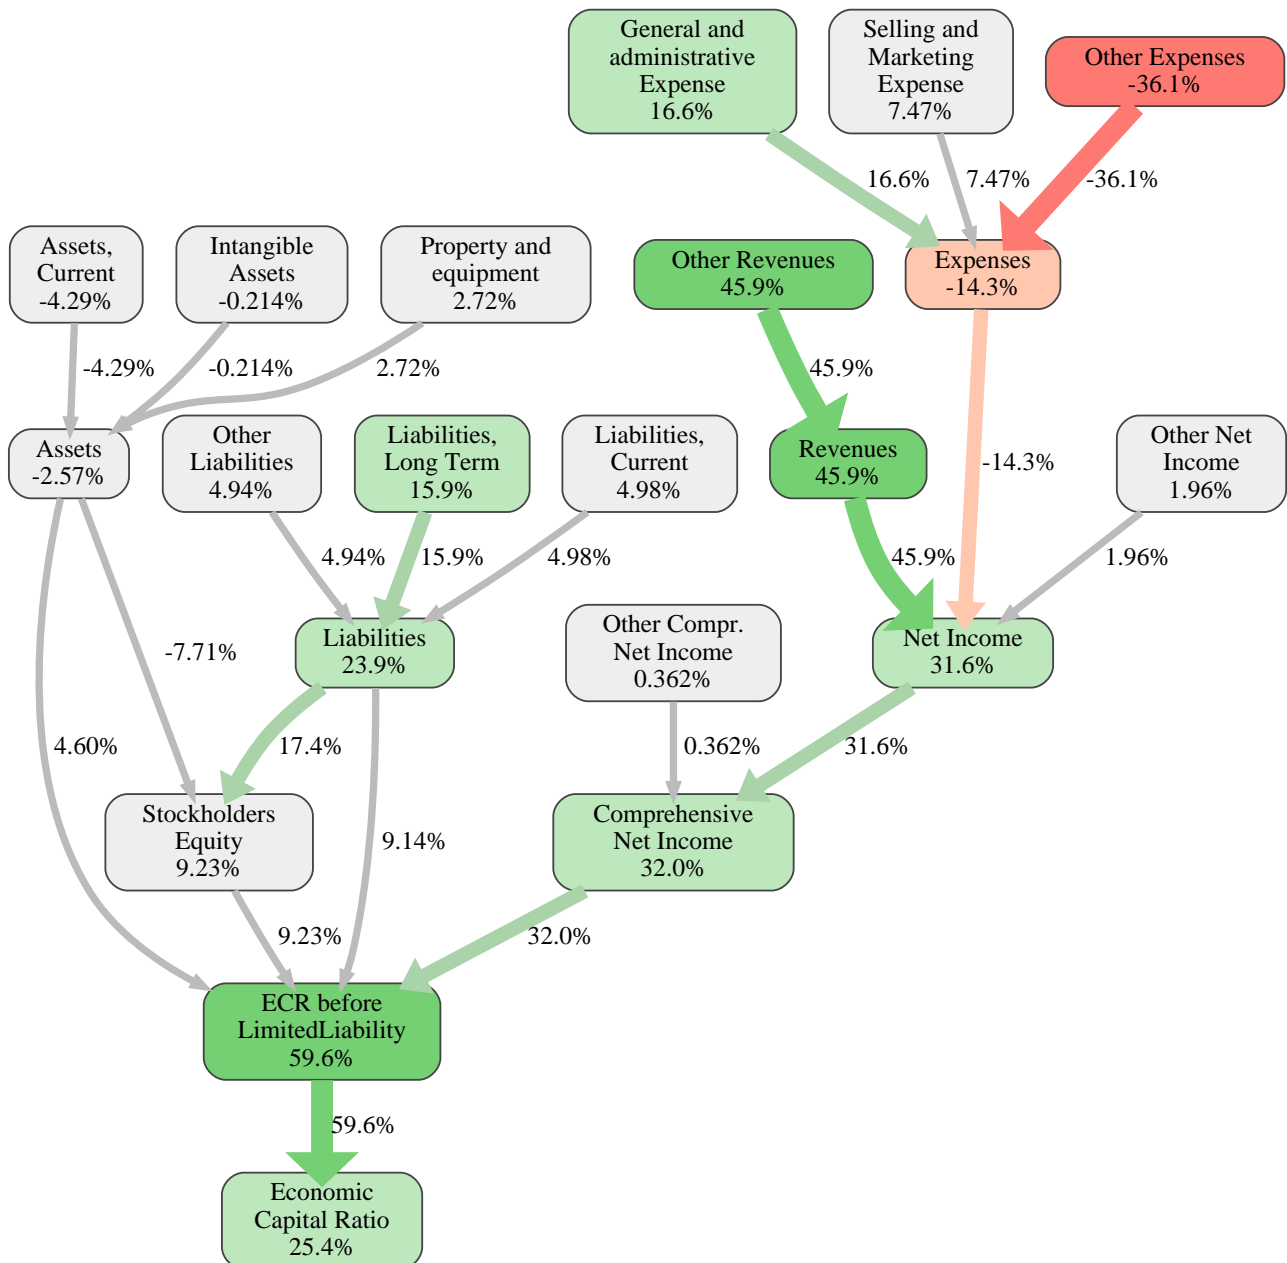 General and
administrative
Expense
16.6%
Selling and
Marketing
Expense
7.47%
Other Expenses
-36.1%
16.6%
7.47%
-36.1%
Assets,
Current
-4.29%
Intangible
Assets
-0.214%
Property and
equipment
2.72%
Other Revenues
45.9%
Expenses
-14.3%
-4.29%
-0.214%
2.72%
45.9%
-14.3%
Assets
-2.57%
Other
Liabilities
4.94%
Liabilities,
Long Term
15.9%
Liabilities,
Current
4.98%
Revenues
45.9%
Other Net
Income
1.96%
4.94%
15.9%
4.98%
45.9%
1.96%
Liabilities
23.9%
Other Compr.
Net Income
0.362%
Net Income
31.6%
-7.71%
4.60%
17.4%
0.362%
31.6%
Stockholders
Equity
9.23%
9.14%
Comprehensive
Net Income
32.0%
9.23%
32.0%
ECR before
LimitedLiability
59.6%
59.6%
Economic
Capital Ratio
25.4%